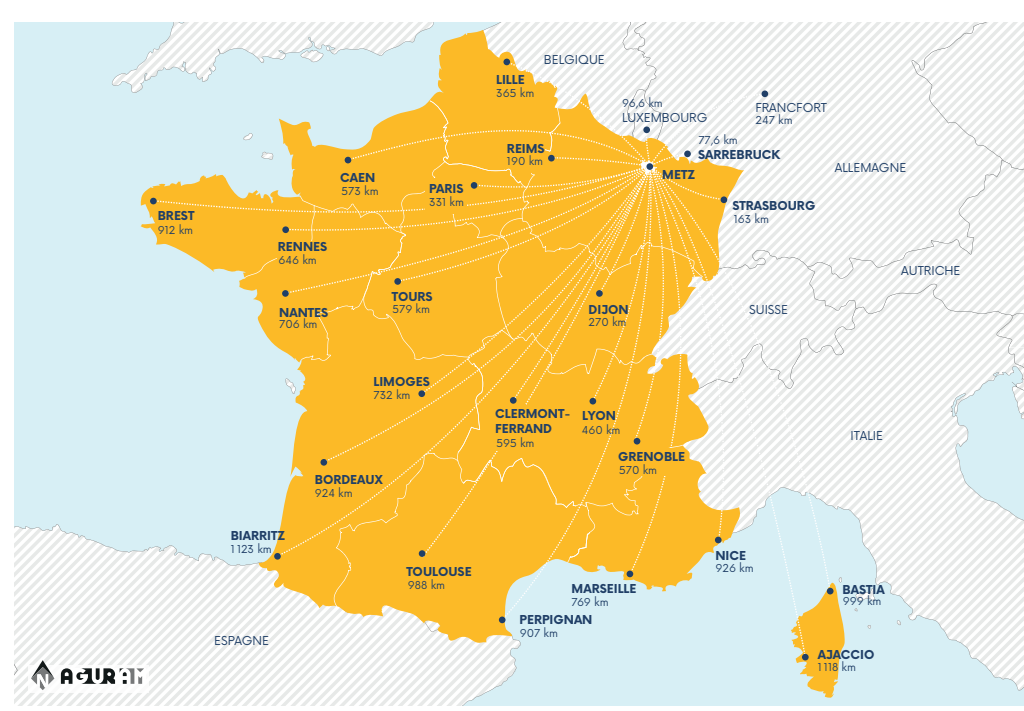 BELGIQUE
LILLE
365 km
96,6 km
LUXEMBOURG
FRANCFORT
247 km
77,6 km
SARREBRUCK
ALLEMAGNE
REIMS
190 km
METZ
CAEN
573 km
PARIS
331 km
STRASBOURG
163 km
BREST
912 km
RENNES
646 km
AUTRICHE
TOURS
579 km
NANTES
706 km
DIJON
270 km
SUISSE
LIMOGES
732 km
CLERMONT-
FERRAND
595 km
LYON
460 km
ITALIE
GRENOBLE
570 km
BORDEAUX
924 km
BIARRITZ
1 123 km
TOULOUSE
988 km
NICE
926 km
MARSEILLE
769 km
BASTIA
999 km
PERPIGNAN
907 km
ESPAGNE
AJACCIO
1 118 km
N AGURAM